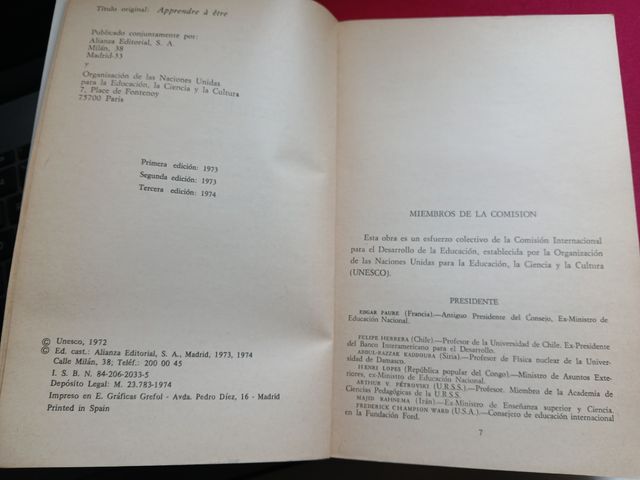 Título original: Apprendre à être
Publicado conjuntamente por:
Alianza Editorial, S. A.
Milán, 38
Madrid-33
y
Organización de las Naciones Unidas
para la Educación, la Ciencia y la Cultura
7, Place de Fontenoy
75700 Paris
Primera edición: 1973
Segunda edición: 1973
Tercera edición: 1974
© Unesco, 1972
© Ed. cast.: Alianza Editorial, S. A., Madrid, 1973, 1974
Calle Milán, 38; Teléf.: 200 00 45
I. S. B. N. 84-206-2033-5
Depósito Legal: M. 23.783-1974
Impreso en E. Gráficas Grefol - Avda. Pedro Díez, 16 - Madrid
Printed in Spain
MIEMBROS DE LA COMISION
Esta obra es un esfuerzo colectivo de la Comisión Internacional
para el Desarrollo de la Educación, establecida por la Organización
de las Naciones Unidas para la Educación, la Ciencia y la Cultura
(UNESCO).
PRESIDENTE
EDGAR FAURE (Francia).—Antiguo Presidente del Consejo, Ex-Ministro de
Educación Nacional.
FELIPE HERRERA (Chile).—Profesor de la Universidad de Chile. Ex-Presidente
del Banco Interamericano para el Desarrollo.
ABDUL-RAZZAK KADDOURA (Siria).—Profesor de Física nuclear de la Univer-
sidad de Damasco.
HENRI LOPES (República popular del Congo).—Ministro de Asuntos Exte-
riores, ex-Ministro de Educación Nacional.
ARTHUR V. PÉTROVSKI (U.R.S.S.).—Profesor. Miembro de la Academia de
Ciencias Pedagógicas de la U.R.S.S.
MAJID RAHNEMA (Irán).—Ex-Ministro de Enseñanza superior y Ciencia.
FREDERICK CHAMPION WARD (U.S.A.).—Consejero de educación internacional
en la Fundación Ford.
7